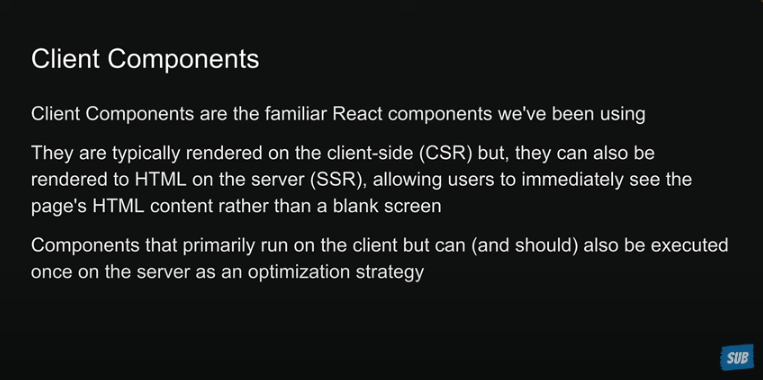 Client Components
Client Components are the familiar React components we've been using
They are typically rendered on the client-side (CSR) but, they can also be
rendered to HTML on the server (SSR), allowing users to immediately see the
page's HTML content rather than a blank screen
Components that primarily run on the client but can (and should) also be executed
once on the server as an optimization strategy
SUB